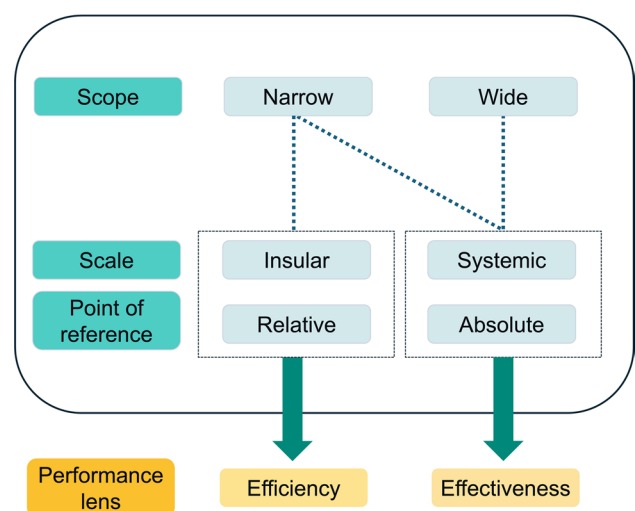 Scope
Narrow
Wide
Scale
Insular
Systemic
Point of
reference
Relative
Absolute
Performance
lens
Efficiency
Effectiveness